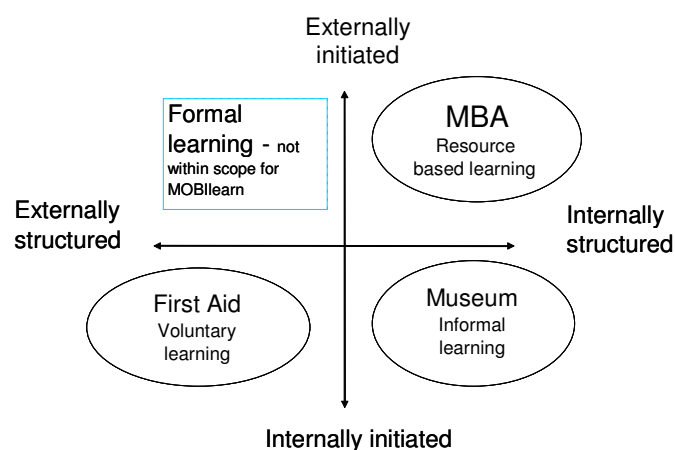 Externally
initiated
Formal
learning - not
within scope for
MOBIlearn
MBA
Resource
based learning
Externally
structured
Internally
structured
First Aid
Voluntary
learning
Museum
Informal
learning
Internally initiated